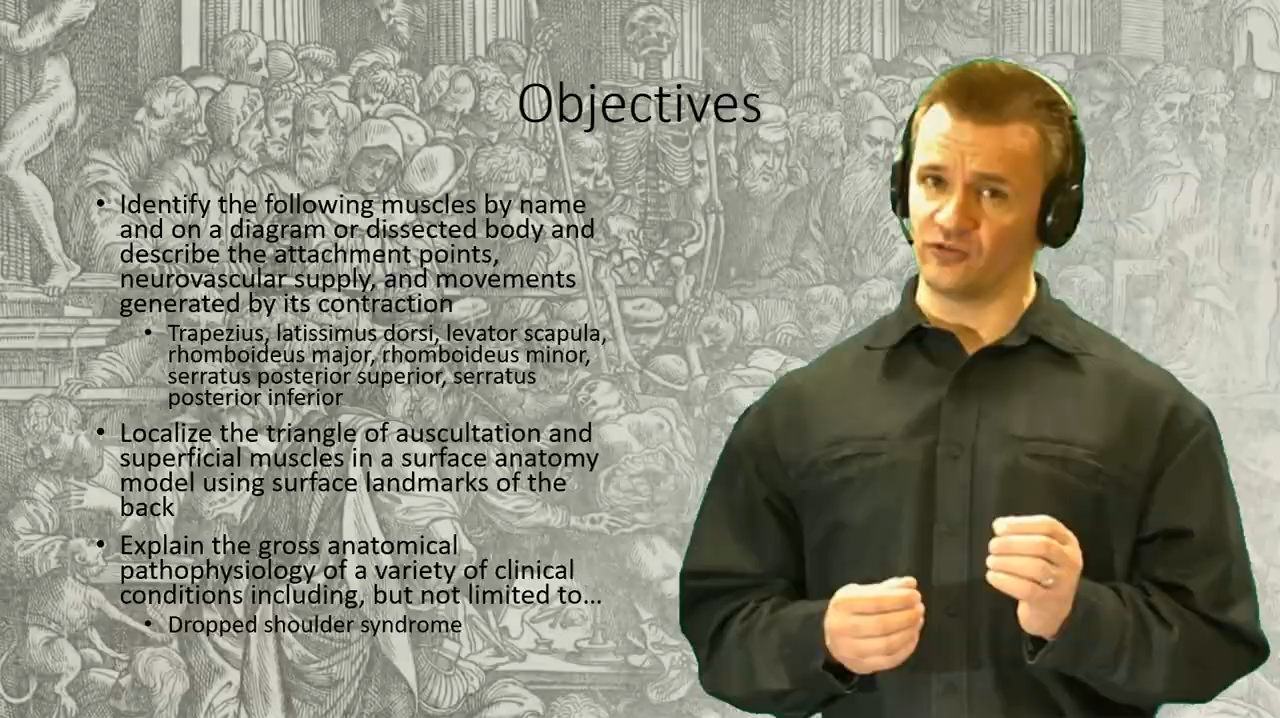 Objectives
• Identify the following muscles by name
and on a diagram or dissected body and
describe the attachment points,
neurovascular supply, and movements
generated by its contraction
• Trapezius, latissimus dorsi, levator scapula,
rhomboideus major, rhomboideus minor,
serratus posterior superior, serratus
posterior inferior
• Localize the triangle of auscultation and
superficial muscles in a surface anatomy
model using surface landmarks of the
back
• Explain the gross anatomical
pathophysiology of a variety of clinical
conditions including, but not limited to…
• Dropped shoulder syndrome